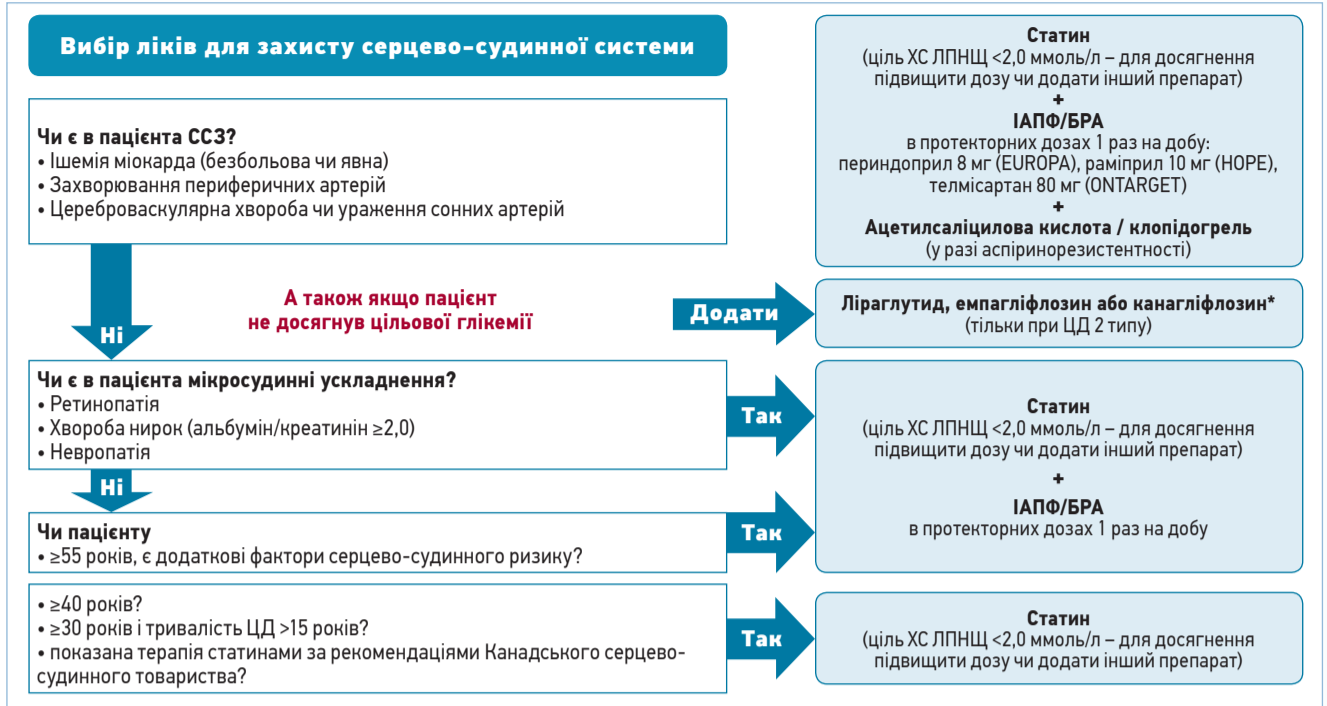 Вибір ліків для захисту серцево-судинної системи
Чи є в пацієнта ССЗ?
• Ішемія міокарда (безбольова чи явна)
• Захворювання периферичних артерій
• Цереброваскулярна хвороба чи ураження сонних артерій
Статин
(ціль ХС ЛПНЩ <2,0 ммоль/л – для досягнення
підвищити дозу чи додати інший препарат)
+
ІАПФ/БРА
в протекторних дозах 1 раз на добу:
периндоприл 8 мг (EUROPA), раміприл 10 мг (HOPE),
телмісартан 80 мг (ONTARGET)
+
Ацетилсаліцилова кислота / клопідогрель
(у разі аспіринорезистентності)
Ні
А також якщо пацієнт
не досягнув цільової глікемії
Додати
Ліраглутид, емпагліфлозин або канагліфлозин*
(тільки при ЦД 2 типу)
Чи є в пацієнта мікросудинні ускладнення?
• Ретинопатія
• Хвороба нирок (альбумін/креатинін ≥2,0)
• Невропатія
Так
Статин
(ціль ХС ЛПНЩ <2,0 ммоль/л – для досягнення
підвищити дозу чи додати інший препарат)
+
ІАПФ/БРА
в протекторних дозах 1 раз на добу
Ні
Чи пацієнту
• ≥55 років, є додаткові фактори серцево-судинного ризику?
Так
• ≥40 років?
• ≥30 років і тривалість ЦД >15 років?
• показана терапія статинами за рекомендаціями Канадського серцево-
судинного товариства?
Так
Статин
(ціль ХС ЛПНЩ <2,0 ммоль/л – для досягнення
підвищити дозу чи додати інший препарат)